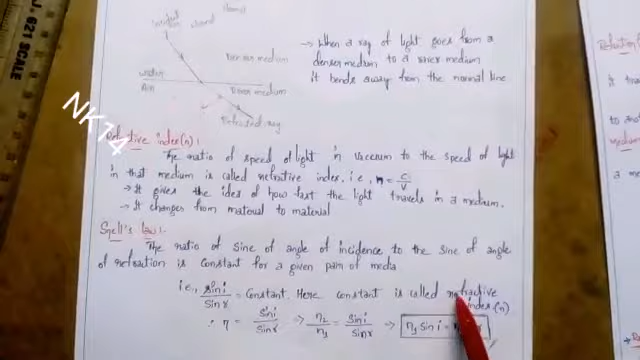 water
Denser medium
Air
Rarer medium
Refracted ray
→ When a ray of light goes from a
denser medium to a rarer medium
it bends away from the normal line
NK14
Refractive index(n):
The ratio of speed of light in vaccum to the speed of light
in that medium is called refractive index, i.e., n = c/v
→ It gives the idea of how fast the light travels in a medium.
→ It changes from material to material
Snell's law:
The ratio of sine of angle of incidence to the sine of angle
of refraction is constant for a given pair of media
i.e., sin i / sin r = constant. Here constant is called refractive
index (n)
∴ n = sin i / sin r ⇒ n₂/n₁ = sin i / sin r ⇒ n₁ sin i =